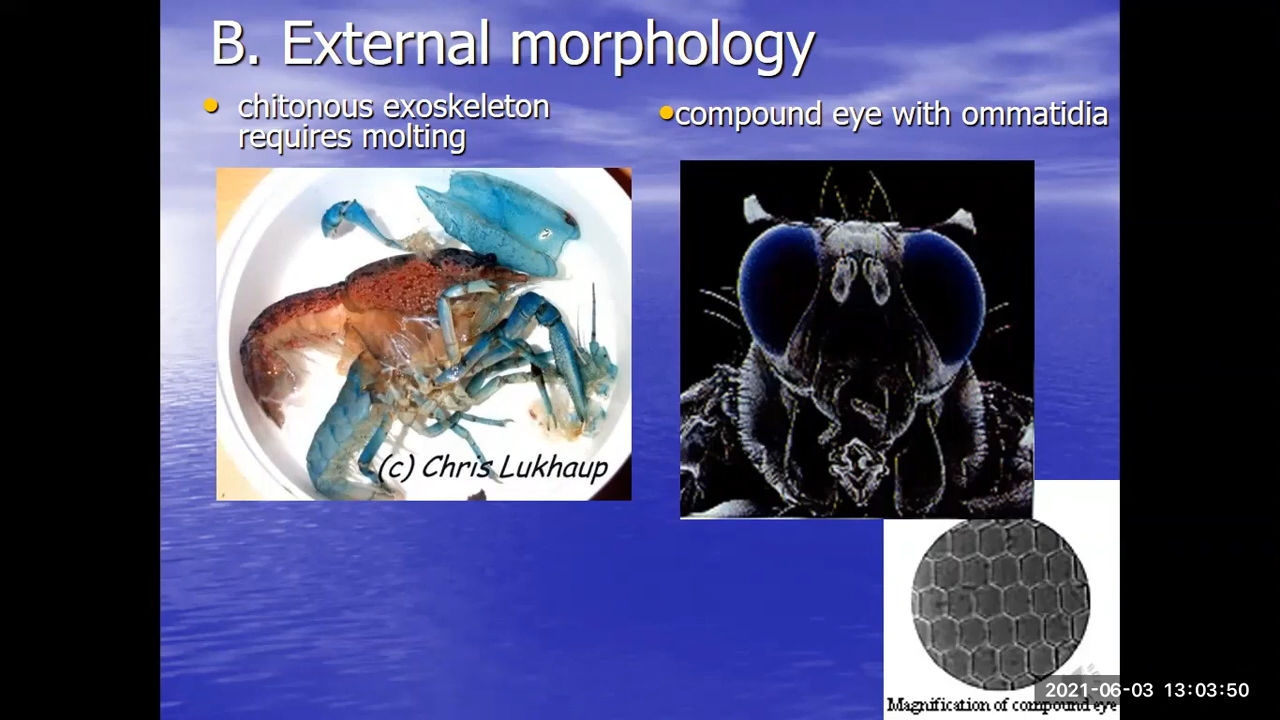 B. External morphology
• chitonous exoskeleton
requires molting
•compound eye with ommatidia
(c) Chris Lukhaup
Magnification of compound eye
2021-06-03 13:03:50